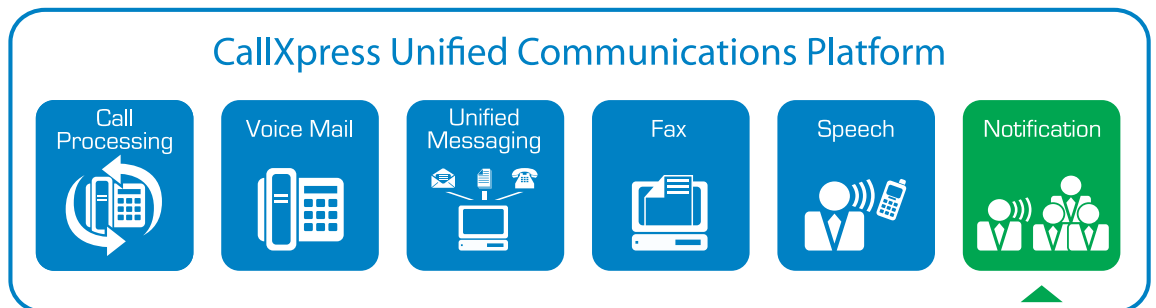 CallXpress Unified Communications Platform
Call
Processing
Voice Mail
Unified
Messaging
Fax
Speech
Notification